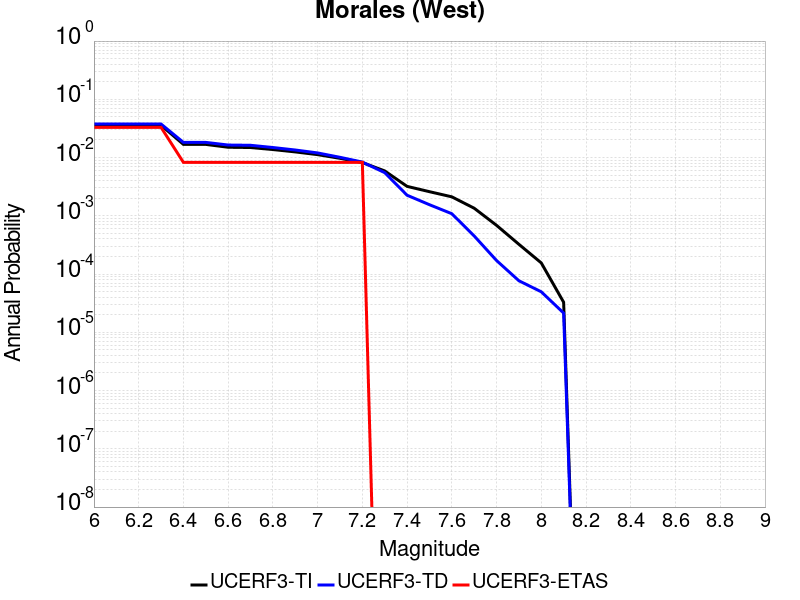 Morales (West)
10^0
10^-1
10^-2
10^-3
10^-4
10^-5
10^-6
10^-7
10^-8
Annual Probability
6 6.2 6.4 6.6 6.8 7 7.2 7.4 7.6 7.8 8 8.2 8.4 8.6 8.8 9
Magnitude
UCERF3-TI UCERF3-TD UCERF3-ETAS